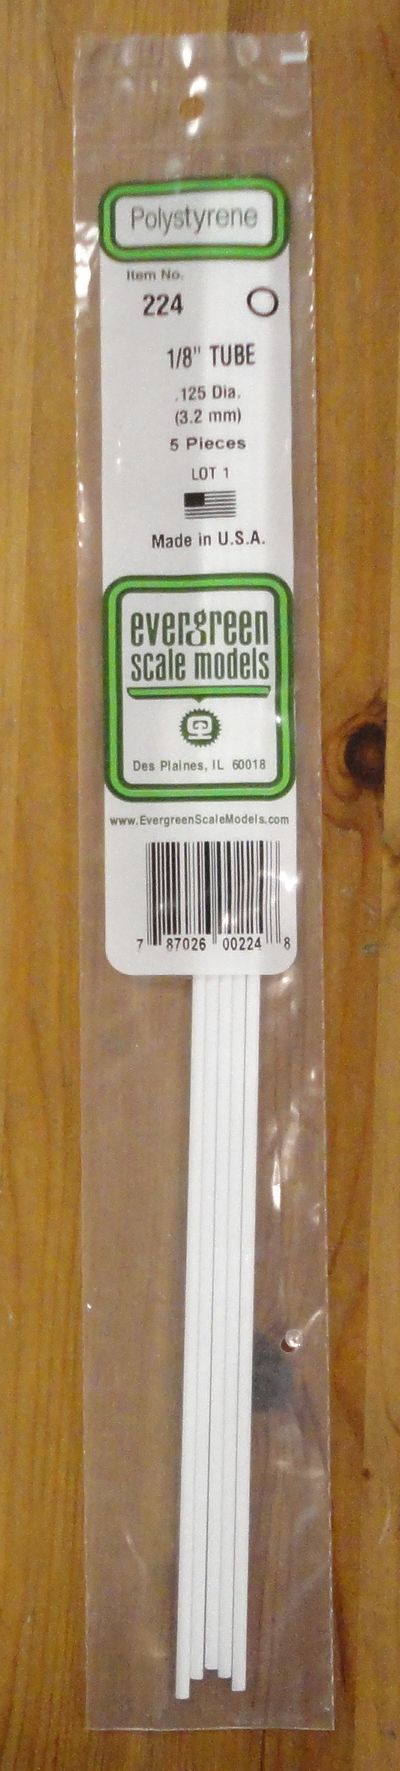 Polystyrene
Item No.
224
1/8" TUBE
.125 Dia.
(3.2 mm)
5 Pieces
LOT 1
Made in U.S.A.
evergreen
scale models
Des Plaines, IL 60018
www.EvergreenScaleModels.com
7 87026 00224 8